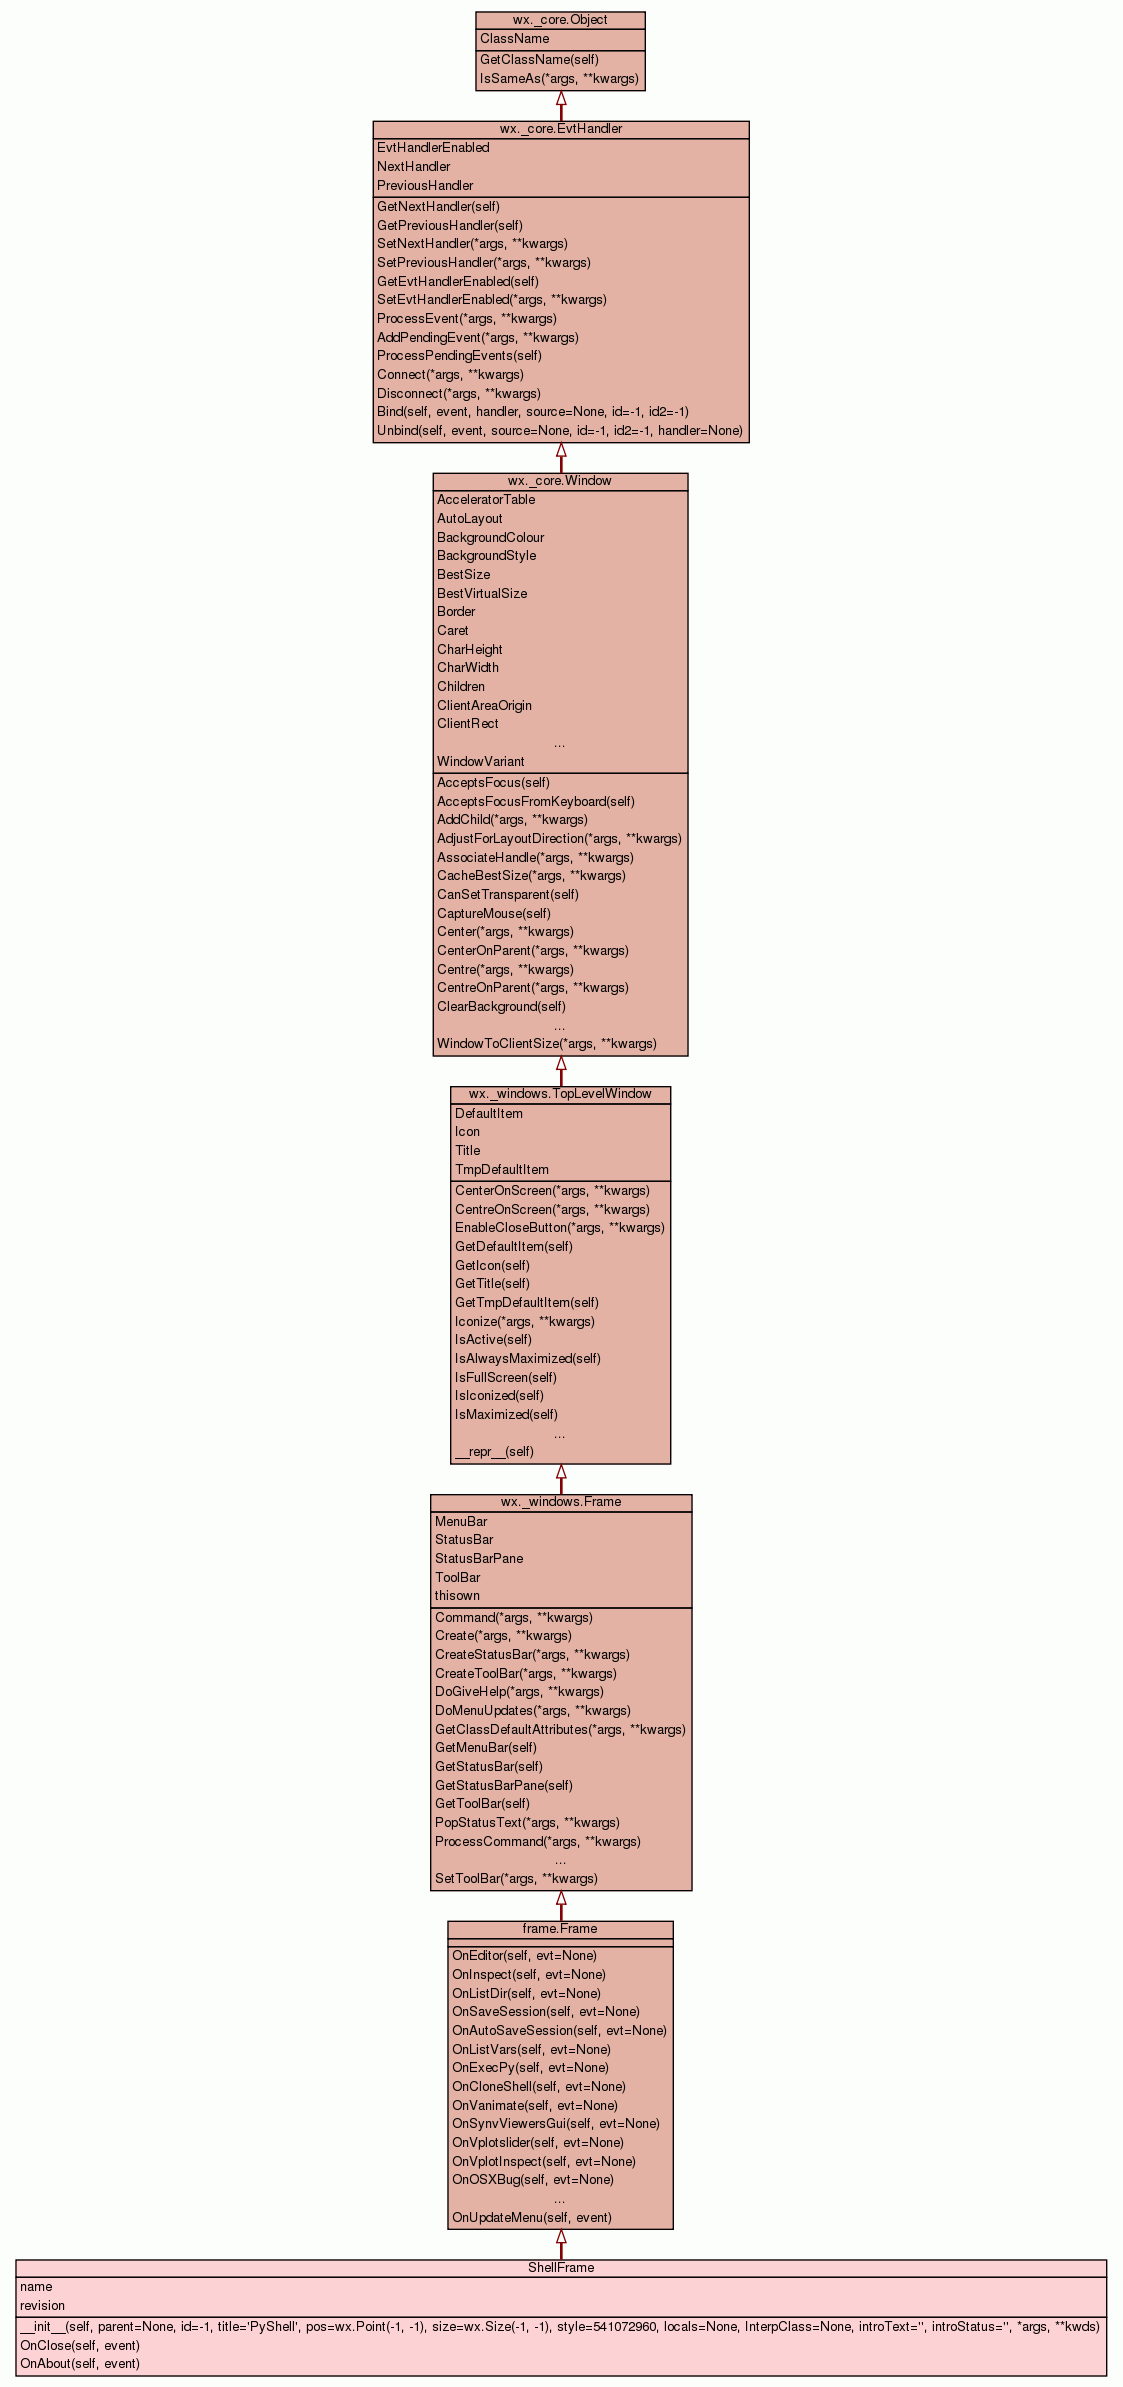 wx._core.Object
ClassName
GetClassName(self)
IsSameAs(*args, **kwargs)
wx._core.EvtHandler
EvtHandlerEnabled
NextHandler
PreviousHandler
GetNextHandler(self)
GetPreviousHandler(self)
SetNextHandler(*args, **kwargs)
SetPreviousHandler(*args, **kwargs)
GetEvtHandlerEnabled(self)
SetEvtHandlerEnabled(*args, **kwargs)
ProcessEvent(*args, **kwargs)
AddPendingEvent(*args, **kwargs)
ProcessPendingEvents(self)
Connect(*args, **kwargs)
Disconnect(*args, **kwargs)
Bind(self, event, handler, source=None, id=-1, id2=-1)
Unbind(self, event, source=None, id=-1, id2=-1, handler=None)
wx._core.Window
AcceleratorTable
AutoLayout
BackgroundColour
BackgroundStyle
BestSize
BestVirtualSize
Border
Caret
CharHeight
CharWidth
Children
ClientAreaOrigin
ClientRect
...
WindowVariant
AcceptsFocus(self)
AcceptsFocusFromKeyboard(self)
AddChild(*args, **kwargs)
AdjustForLayoutDirection(*args, **kwargs)
AssociateHandle(*args, **kwargs)
CacheBestSize(*args, **kwargs)
CanSetTransparent(self)
CaptureMouse(self)
Center(*args, **kwargs)
CenterOnParent(*args, **kwargs)
Centre(*args, **kwargs)
CentreOnParent(*args, **kwargs)
ClearBackground(self)
...
WindowToClientSize(*args, **kwargs)
wx._windows.TopLevelWindow
DefaultItem
Icon
Title
TmpDefaultItem
CenterOnScreen(*args, **kwargs)
CentreOnScreen(*args, **kwargs)
EnableCloseButton(*args, **kwargs)
GetDefaultItem(self)
GetIcon(self)
GetTitle(self)
GetTmpDefaultItem(self)
Iconize(*args, **kwargs)
IsActive(self)
IsAlwaysMaximized(self)
IsFullScreen(self)
IsIconized(self)
IsMaximized(self)
...
__repr__(self)
wx._windows.Frame
MenuBar
StatusBar
StatusBarPane
ToolBar
thisown
Command(*args, **kwargs)
Create(*args, **kwargs)
CreateStatusBar(*args, **kwargs)
CreateToolBar(*args, **kwargs)
DoGiveHelp(*args, **kwargs)
DoMenuUpdates(*args, **kwargs)
GetClassDefaultAttributes(*args, **kwargs)
GetMenuBar(self)
GetStatusBar(self)
GetStatusBarPane(self)
GetToolBar(self)
PopStatusText(*args, **kwargs)
ProcessCommand(*args, **kwargs)
...
SetToolBar(*args, **kwargs)
frame.Frame
OnEditor(self, evt=None)
OnInspect(self, evt=None)
OnListDir(self, evt=None)
OnSaveSession(self, evt=None)
OnAutoSaveSession(self, evt=None)
OnListVars(self, evt=None)
OnExecPy(self, evt=None)
OnCloneShell(self, evt=None)
OnVanimate(self, evt=None)
OnSynvViewersGui(self, evt=None)
OnVplotslider(self, evt=None)
OnVplotInspect(self, evt=None)
OnOSXBug(self, evt=None)
...
OnUpdateMenu(self, event)
ShellFrame
name
revision
__init__(self, parent=None, id=-1, title='PyShell', pos=wx.Point(-1, -1), size=wx.Size(-1, -1), style=541072960, locals=None, InterpClass=None, introText='', introStatus='', *args, **kwds)
OnClose(self, event)
OnAbout(self, event)